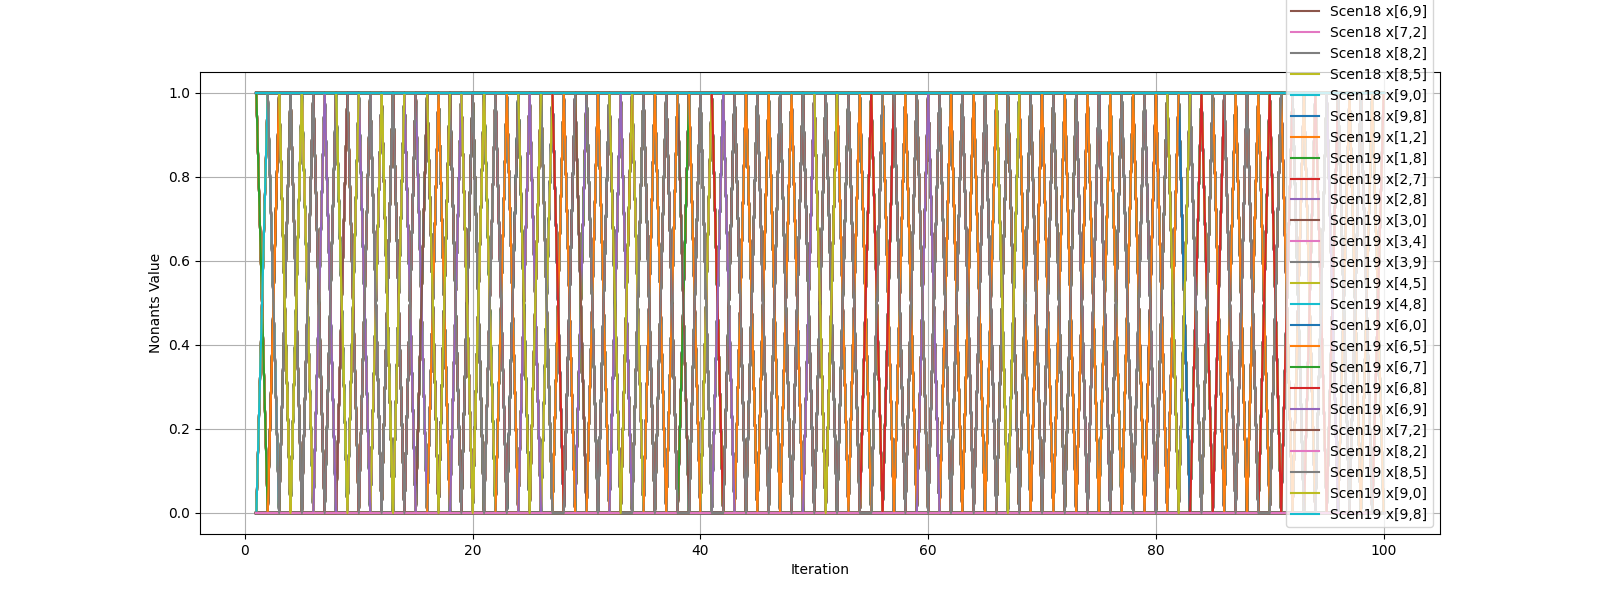 Scen18 x[6,9]
Scen18 x[7,2]
Scen18 x[8,2]
Scen18 x[8,5]
Scen18 x[9,0]
Scen18 x[9,8]
Scen19 x[1,2]
Scen19 x[1,8]
Scen19 x[2,7]
Scen19 x[2,8]
Scen19 x[3,0]
Scen19 x[3,4]
Scen19 x[3,9]
Scen19 x[4,5]
Scen19 x[4,8]
Scen19 x[6,0]
Scen19 x[6,5]
Scen19 x[6,7]
Scen19 x[6,8]
Scen19 x[6,9]
Scen19 x[7,2]
Scen19 x[8,2]
Scen19 x[8,5]
Scen19 x[9,0]
Scen19 x[9,8]
1.0
0.8
0.6
0.4
0.2
0.0
Nonants Value
0 20 40 60 80 100
Iteration